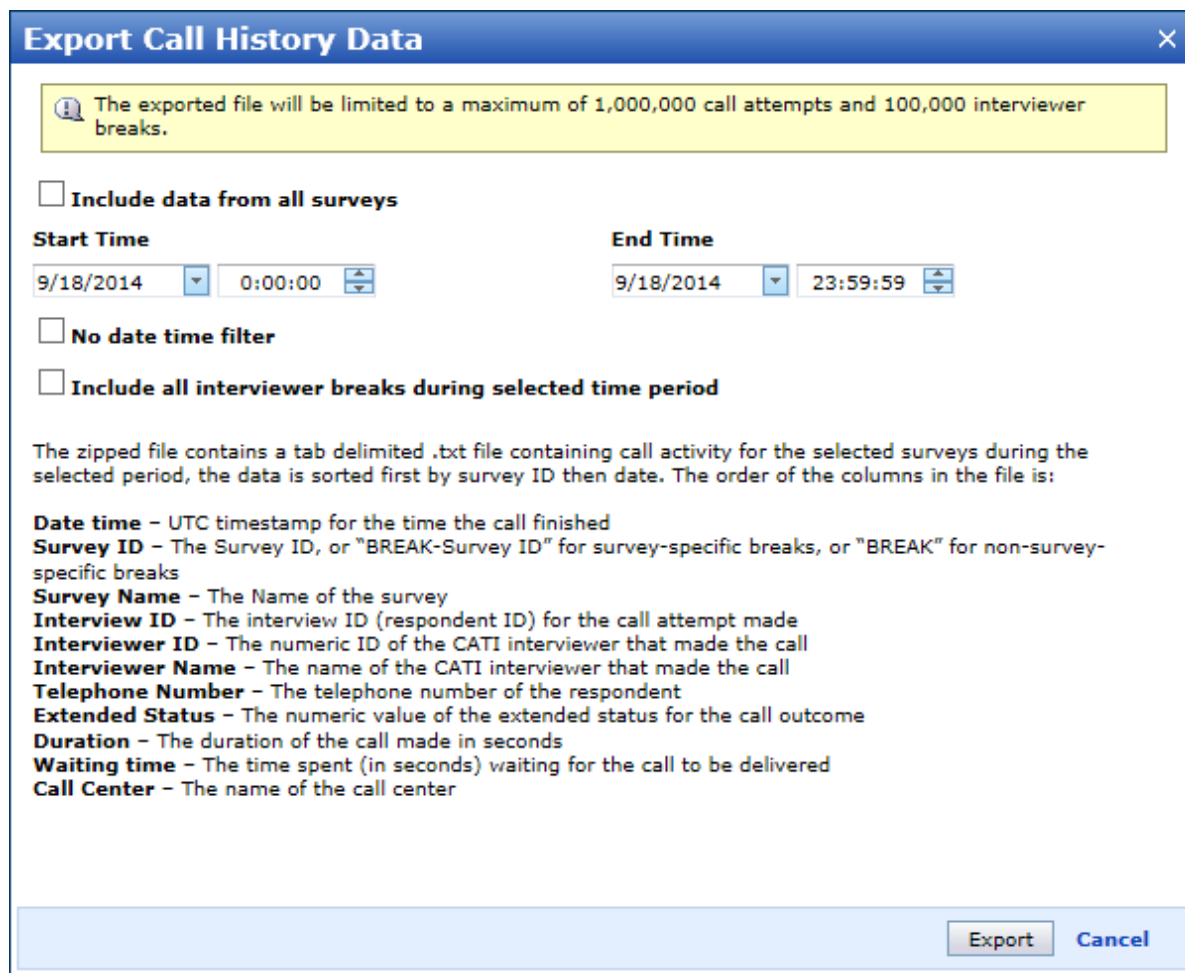 Export Call History Data
The exported file will be limited to a maximum of 1,000,000 call attempts and 100,000 interviewer
breaks.
Include data from all surveys
Start Time End Time
9/18/2014 0:00:00 9/18/2014 23:59:59
No date time filter
Include all interviewer breaks during selected time period
The zipped file contains a tab delimited .txt file containing call activity for the selected surveys during the
selected period, the data is sorted first by survey ID then date. The order of the columns in the file is:
Date time – UTC timestamp for the time the call finished
Survey ID – The Survey ID, or “BREAK-Survey ID” for survey-specific breaks, or “BREAK” for non-survey-
specific breaks
Survey Name – The Name of the survey
Interview ID – The interview ID (respondent ID) for the call attempt made
Interviewer ID – The numeric ID of the CATI interviewer that made the call
Interviewer Name – The name of the CATI interviewer that made the call
Telephone Number – The telephone number of the respondent
Extended Status – The numeric value of the extended status for the call outcome
Duration – The duration of the call made in seconds
Waiting time – The time spent (in seconds) waiting for the call to be delivered
Call Center – The name of the call center
Export Cancel